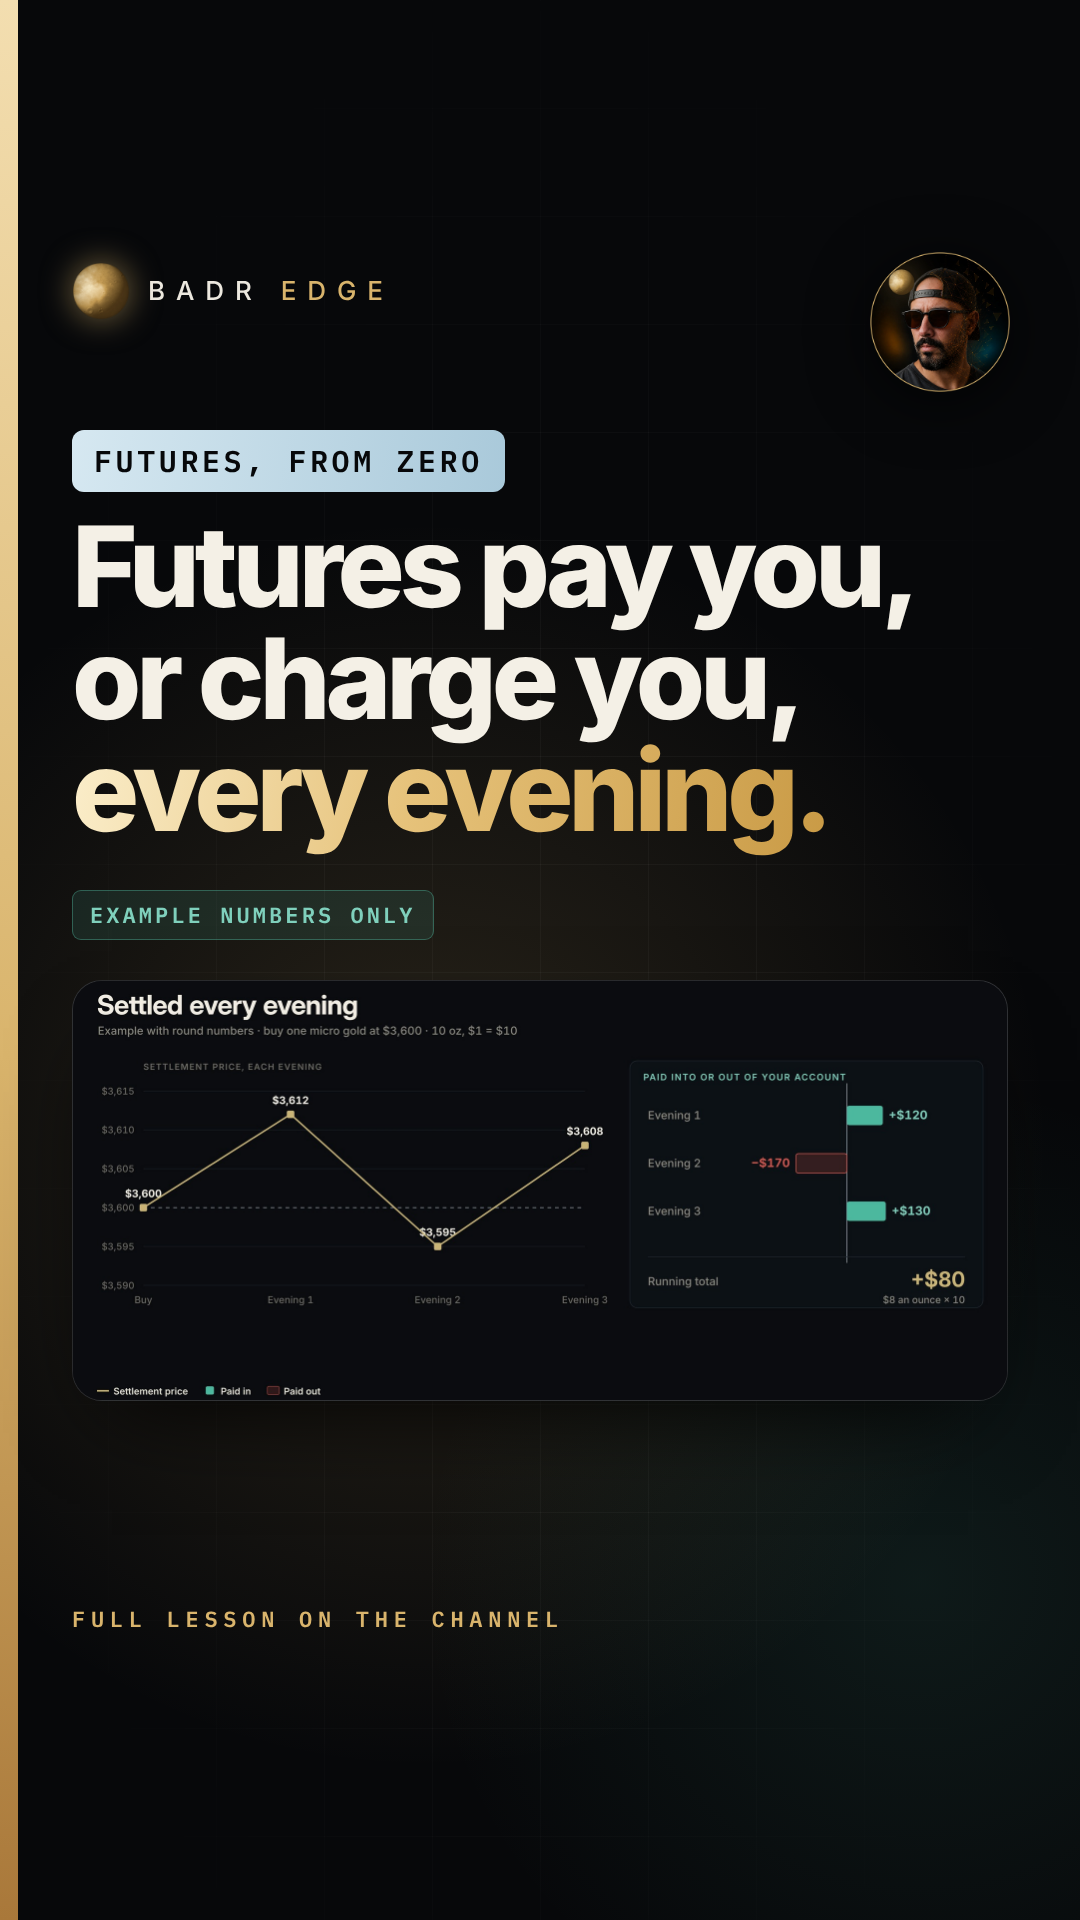 BADR EDGE
FUTURES, FROM ZERO
Futures pay you,
or charge you,
every evening.
EXAMPLE NUMBERS ONLY
Settled every evening
Example with round numbers · buy one micro gold at $3,600 · 10 oz, $1 = $10
SETTLEMENT PRICE, EACH EVENING
$3,615
$3,610
$3,605
$3,600
$3,595
$3,590
$3,600
$3,612
$3,595
$3,608
Buy
Evening 1
Evening 2
Evening 3
PAID INTO OR OUT OF YOUR ACCOUNT
Evening 1 +$120
Evening 2 −$170
Evening 3 +$130
Running total +$80
$8 an ounce × 10
Settlement price Paid in Paid out
FULL LESSON ON THE CHANNEL